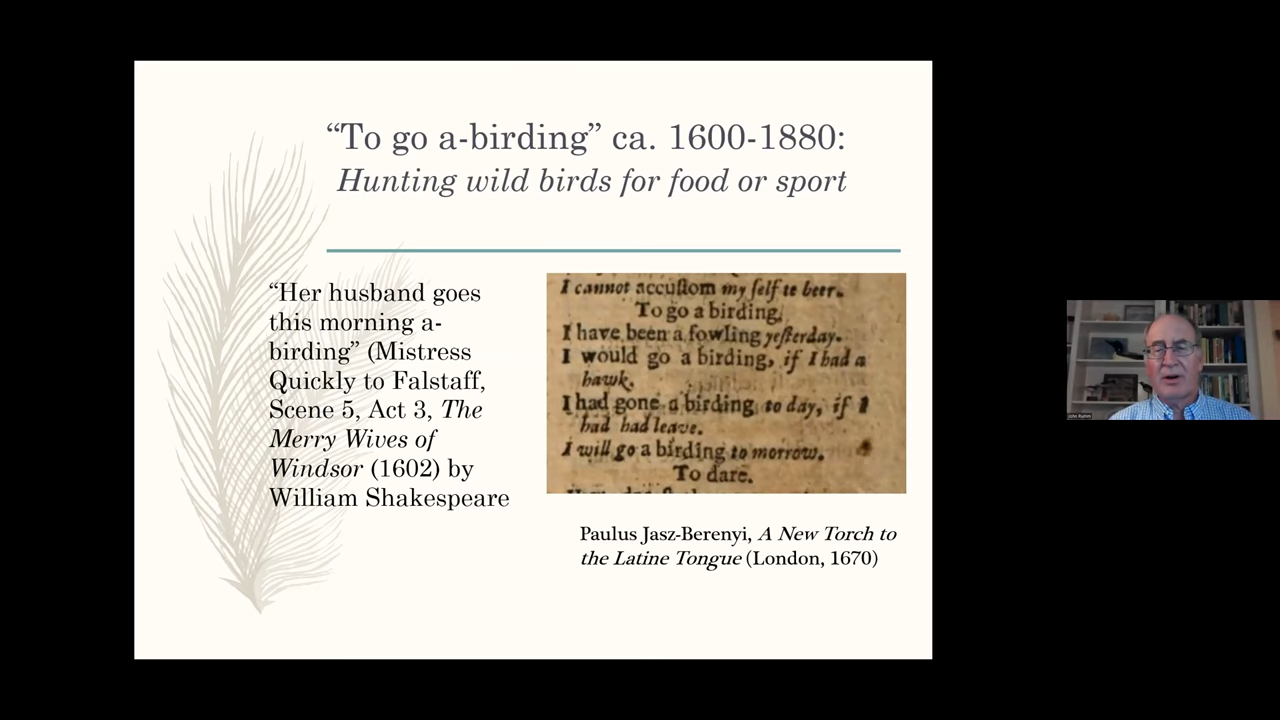 “To go a-birding” ca. 1600-1880:
Hunting wild birds for food or sport
“Her husband goes
this morning a-
birding” (Mistress
Quickly to Falstaff,
Scene 5, Act 3, The
Merry Wives of
Windsor (1602) by
William Shakespeare
I cannot accuſtom my ſelf te beer.
To go a birding.
I have been a fowling yeſterday.
I would go a birding, if I had a
hawk.
I had gone a birding to day, if I
had had leave.
I will go a birding to morrow.
To dare.
Paulus Jasz-Berenyi, A New Torch to
the Latine Tongue (London, 1670)
John Rumm